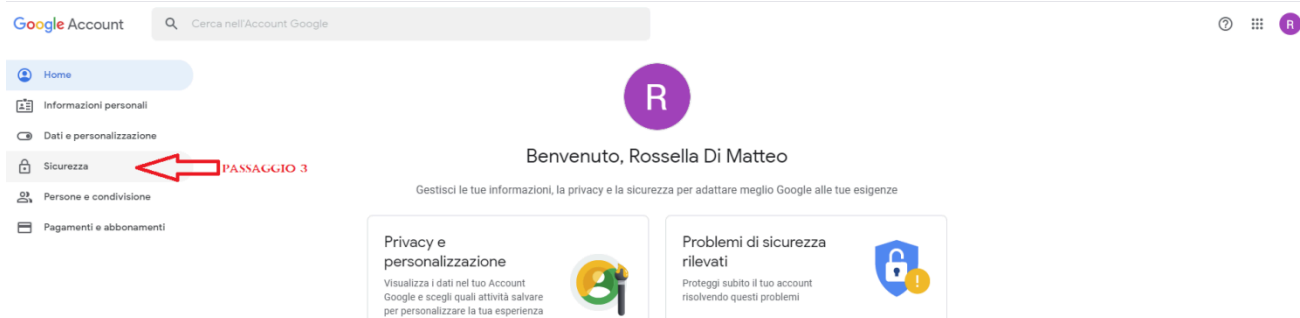 Google Account
Cerca nell'Account Google
R
Home
Informazioni personali
Dati e personalizzazione
Sicurezza
PASSAGGIO 3
Persone e condivisione
Pagamenti e abbonamenti
R
Benvenuto, Rossella Di Matteo
Gestisci le tue informazioni, la privacy e la sicurezza per adattare meglio Google alle tue esigenze
Privacy e
personalizzazione
Visualizza i dati nel tuo Account
Google e scegli quali attività salvare
per personalizzare la tua esperienza
Problemi di sicurezza
rilevati
Proteggi subito il tuo account
risolvendo questi problemi